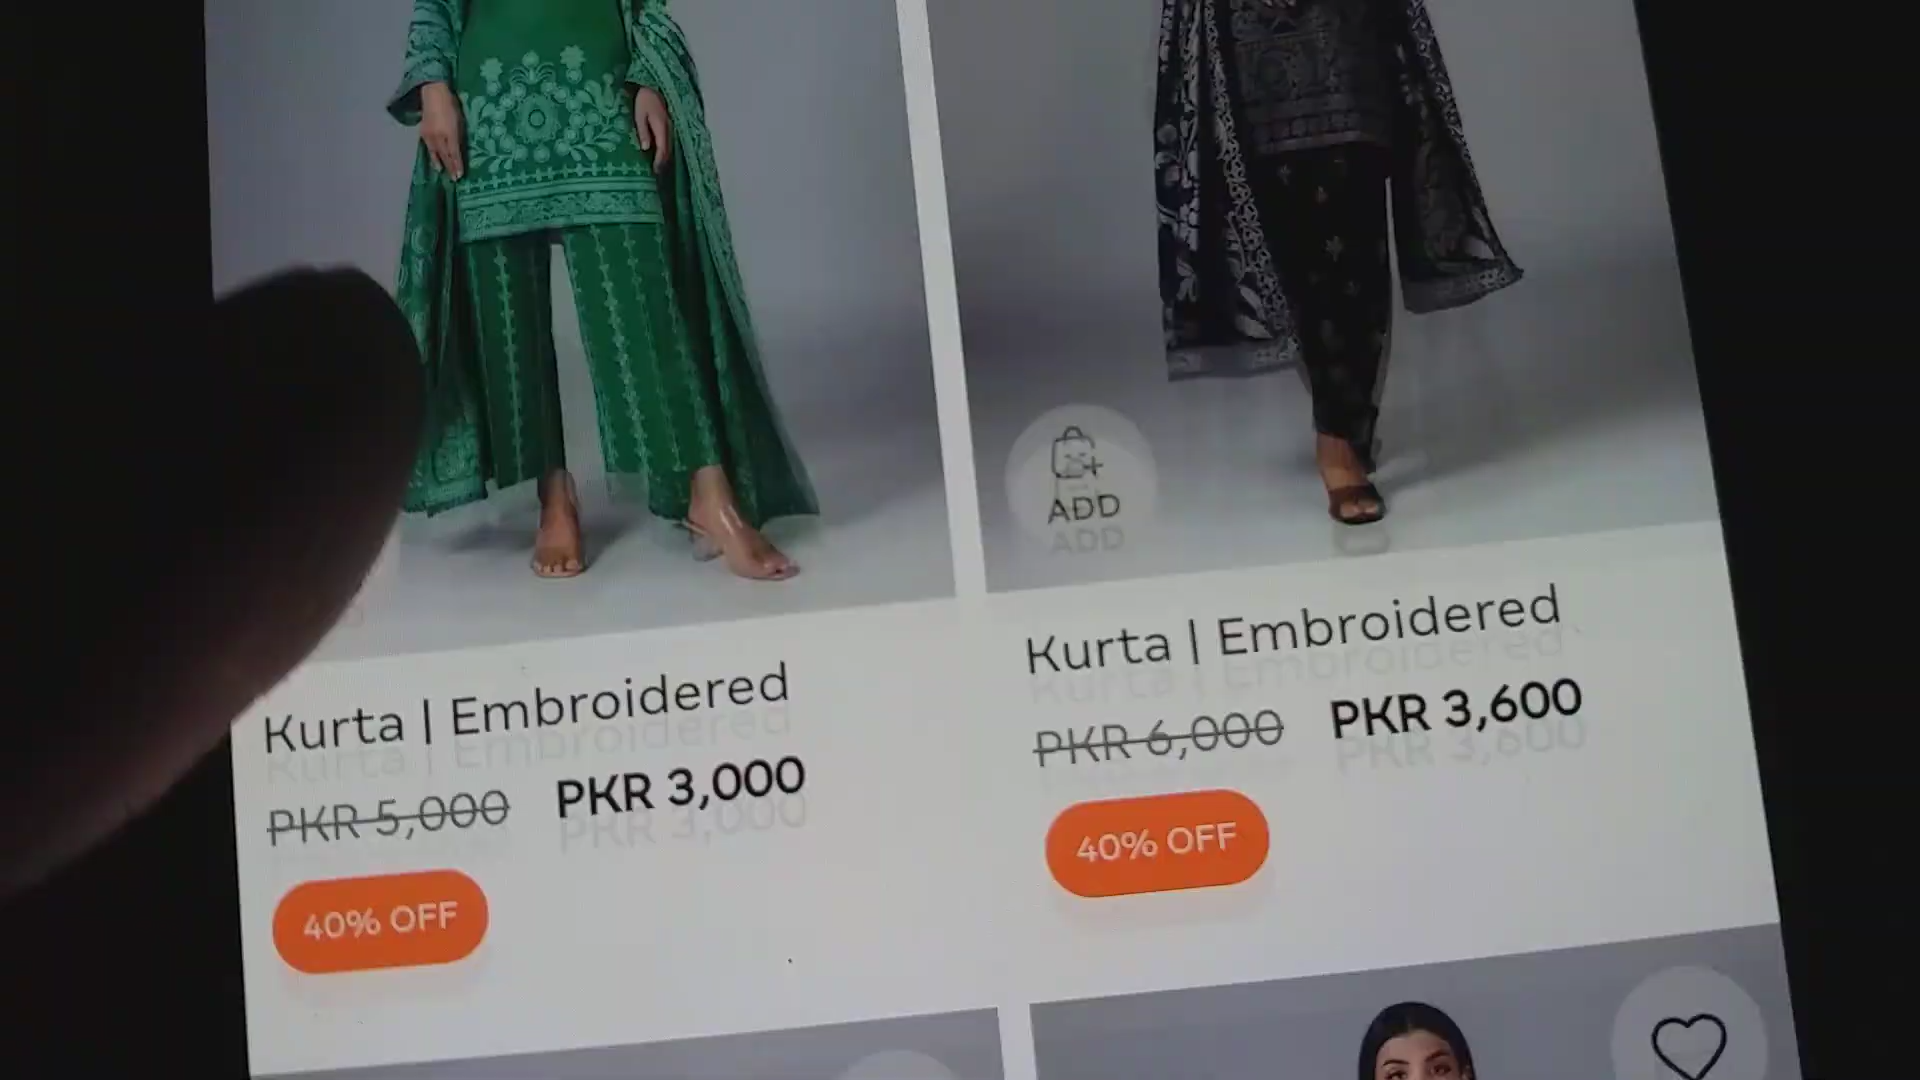 ADD
Kurta | Embroidered
PKR 5,000 PKR 3,000
40% OFF
Kurta | Embroidered
PKR 6,000 PKR 3,600
40% OFF